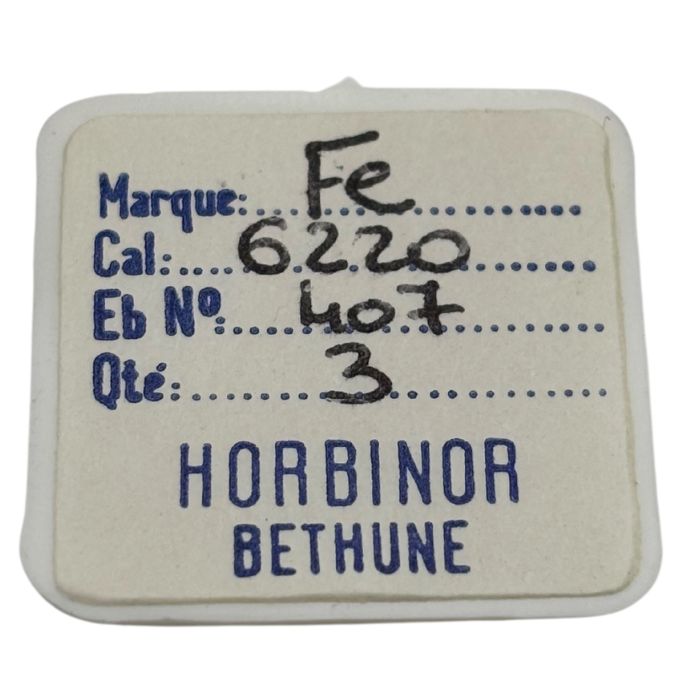 Marque: Fe
Cal: 6220
Eb Nº: 407
Qté: 3
HORBINOR
BETHUNE